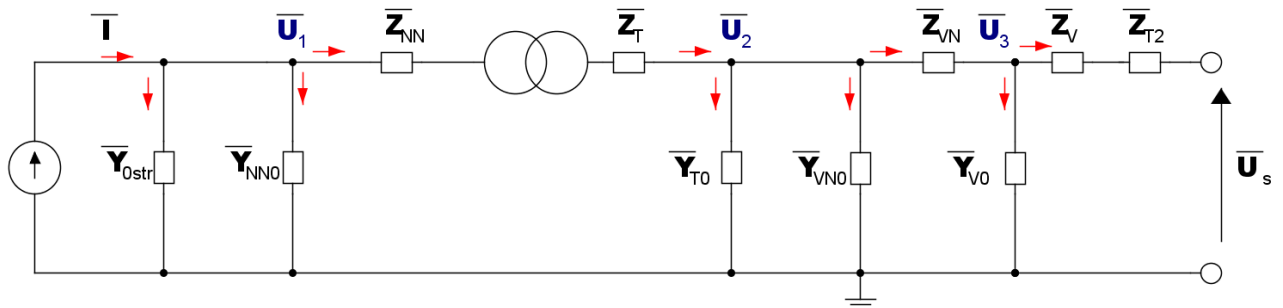 I U1 ZNN ZT U2 ZVN U3 ZV ZT2
Y0str YNN0 YT0 YVN0 YV0 Us